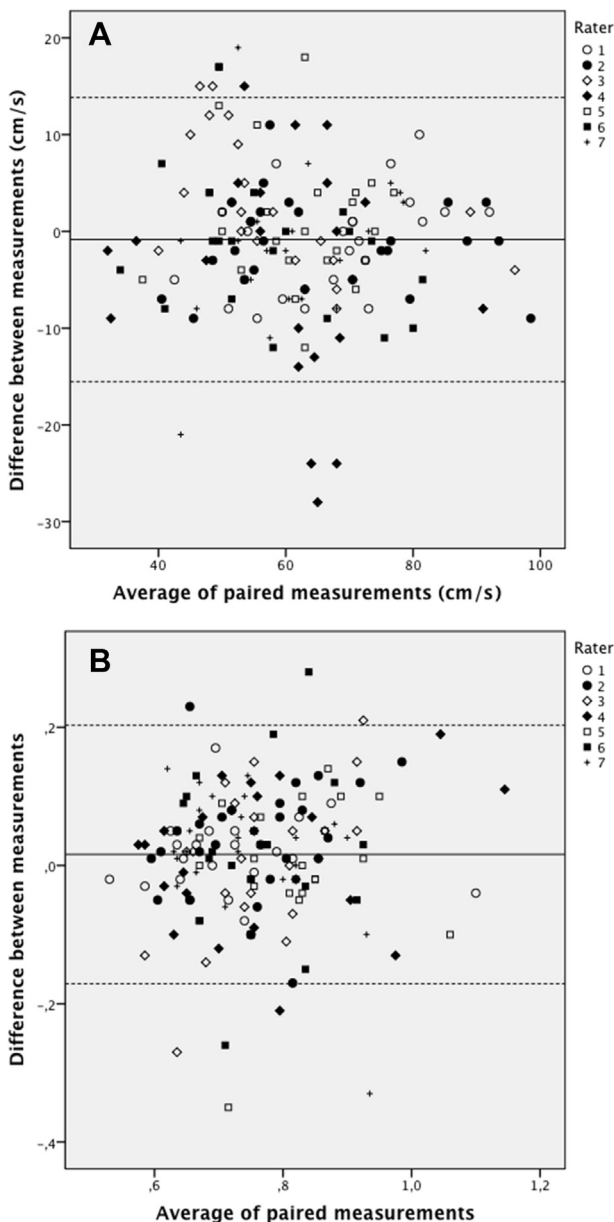 A
Rater
1
2
3
4
5
6
7
20
10
0
-10
-20
-30
Difference between measurements (cm/s)
40 60 80 100
Average of paired measurements (cm/s)
B
Rater
1
2
3
4
5
6
7
,2
,0
-,2
-,4
Difference between measurements
,6 ,8 1,0 1,2
Average of paired measurements